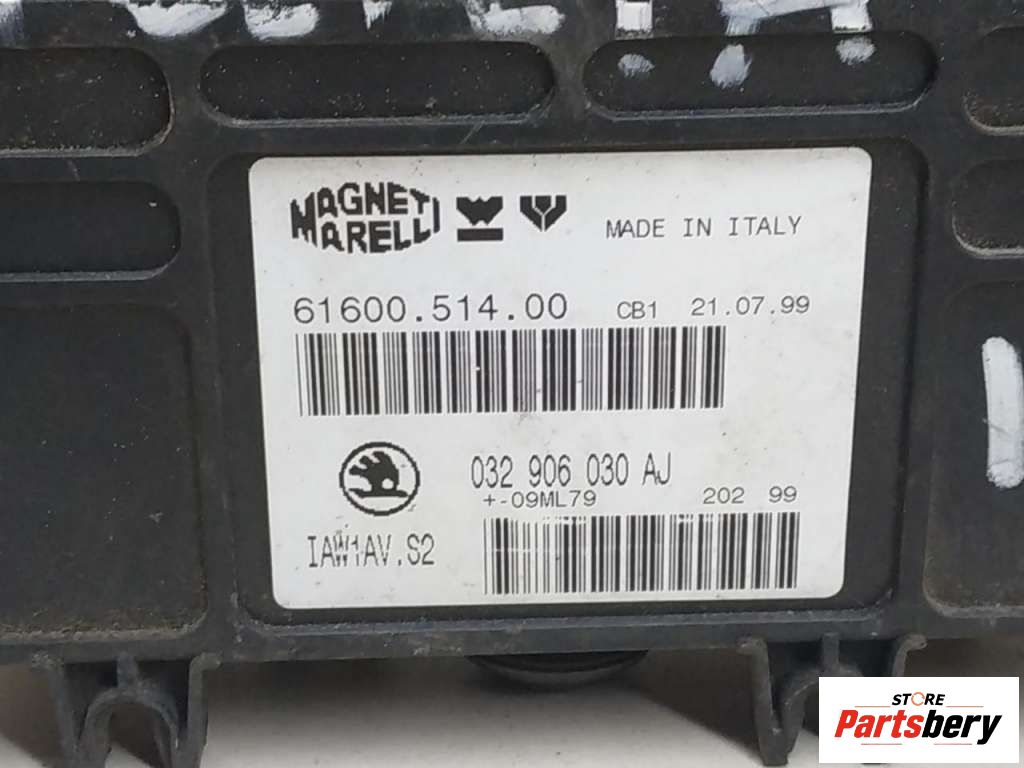 MAGNETI
MARELLI
MADE IN ITALY
61600.514.00 CB1 21.07.99
032 906 030 AJ
+-09ML79 202 99
IAW1AV.S2
STORE
Partsbery